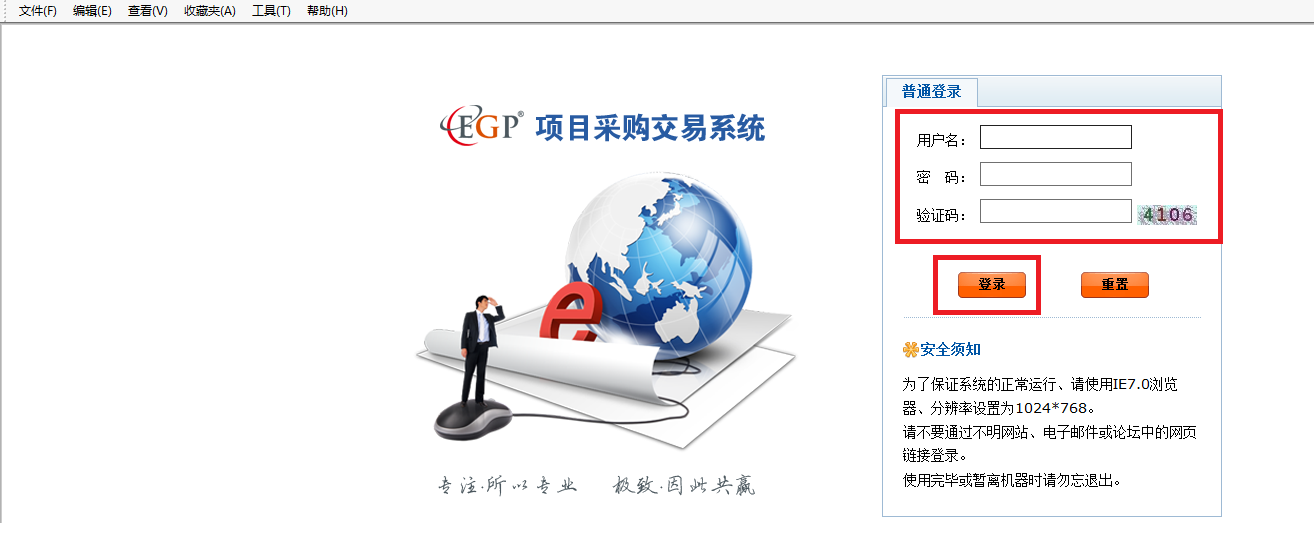 文件(F) 编辑(E) 查看(V) 收藏夹(A) 工具(T) 帮助(H)
普通登录
EGP® 项目采购交易系统
用户名：
密 码：
验证码： 4106
登录 重置
安全须知
为了保证系统的正常运行、请使用IE7.0浏览
器、分辨率设置为1024*768。
请不要通过不明网站、电子邮件或论坛中的网页
链接登录。
使用完毕或暂离机器时请勿忘退出。
e
专注·所以专业 极致·因此共赢